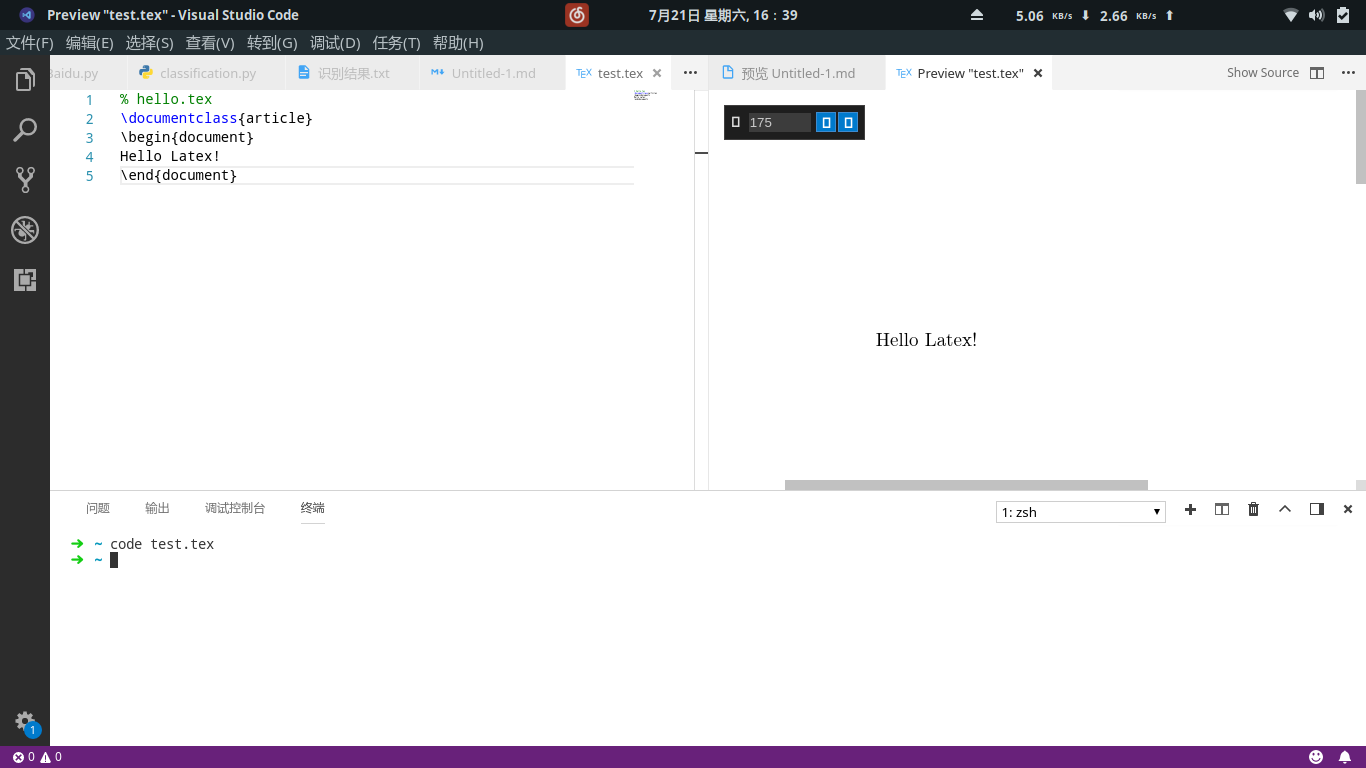 Preview "test.tex" - Visual Studio Code
7月21日 星期六, 16：39
5.06 KB/s ⬇ 2.66 KB/s ⬆
文件(F) 编辑(E) 选择(S) 查看(V) 转到(G) 调试(D) 任务(T) 帮助(H)
Baidu.py classification.py 识别结果.txt Untitled-1.md TEX test.tex ×
预览 Untitled-1.md TEX Preview "test.tex" × Show Source
175
1 % hello.tex
2 \documentclass{article}
3 \begin{document}
4 Hello Latex!
5 \end{document}
Hello Latex!
问题 输出 调试控制台 终端
1: zsh
➜ ~ code test.tex
➜ ~
1
0 0